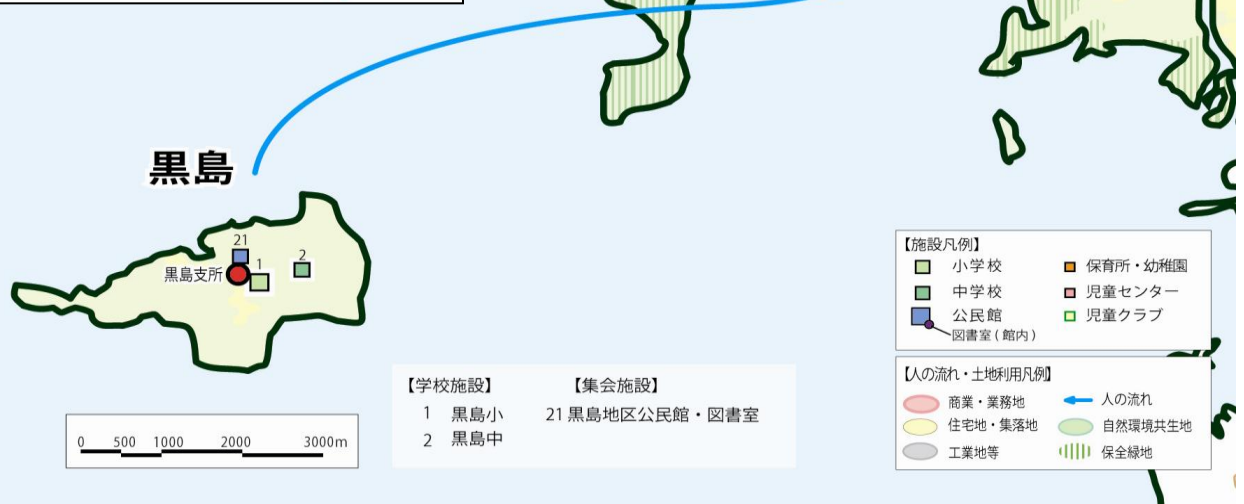 黒島
21
1
2
黒島支所
【学校施設】
1 黒島小
2 黒島中
【集会施設】
21 黒島地区公民館・図書室
0 500 1000 2000 3000m
【施設凡例】
小学校
中学校
公民館
図書室 ( 館内 )
保育所・幼稚園
児童センター
児童クラブ
【人の流れ・土地利用凡例】
商業・業務地
住宅地・集落地
工業地等
人の流れ
自然環境共生地
保全緑地